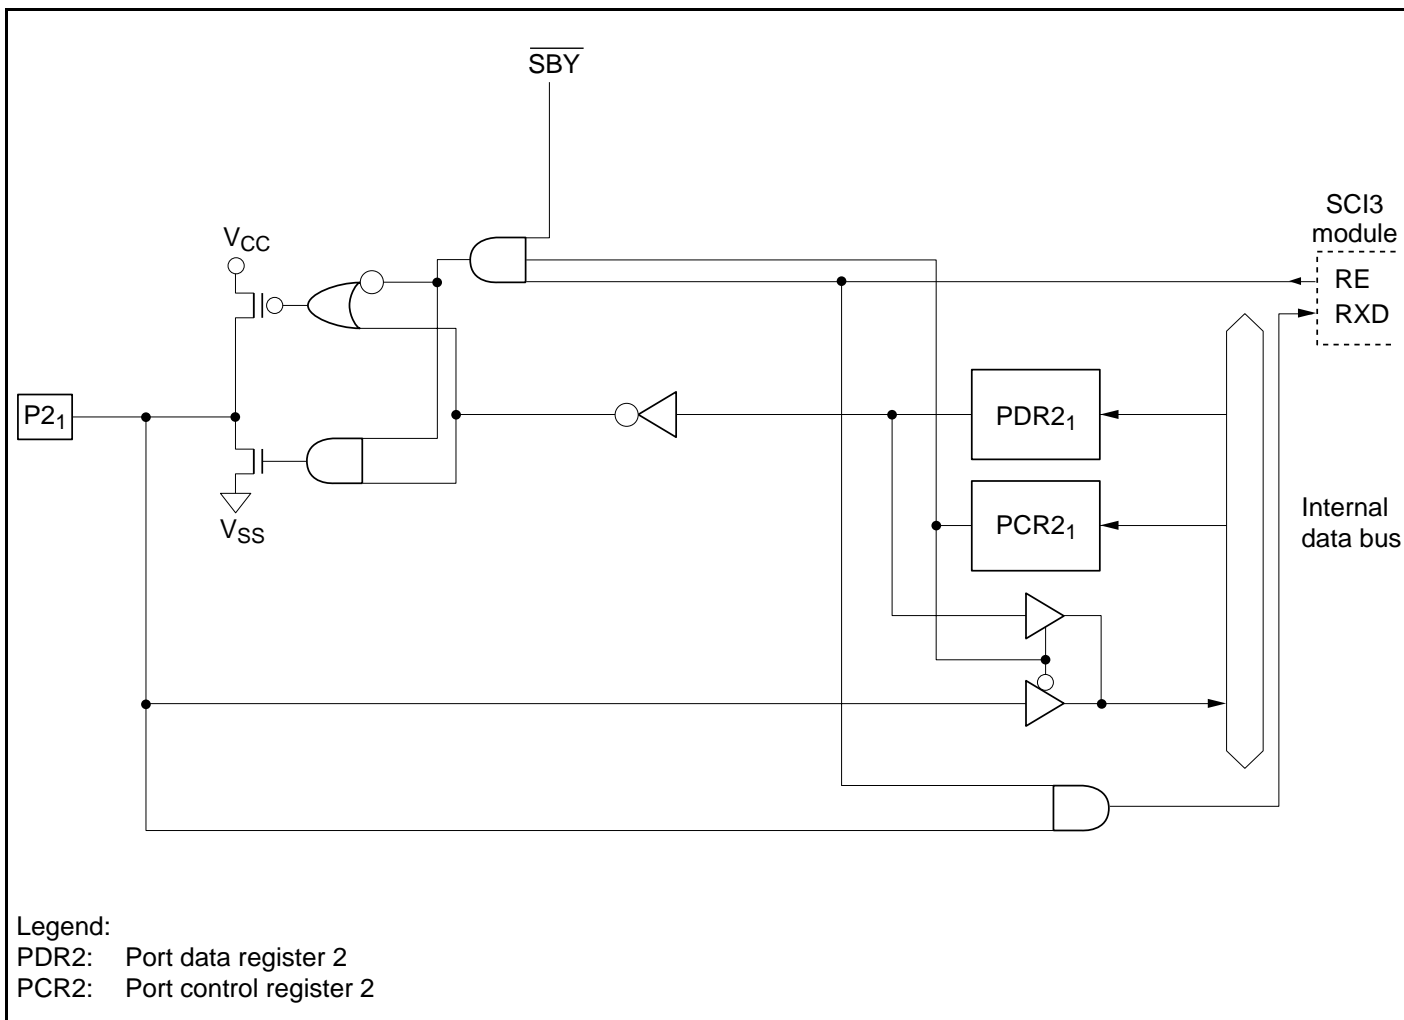 SBY
SCI3
module
VCC
RE
RXD
P21
PDR21
PCR21
Internal
data bus
VSS
Legend:
PDR2: Port data register 2
PCR2: Port control register 2